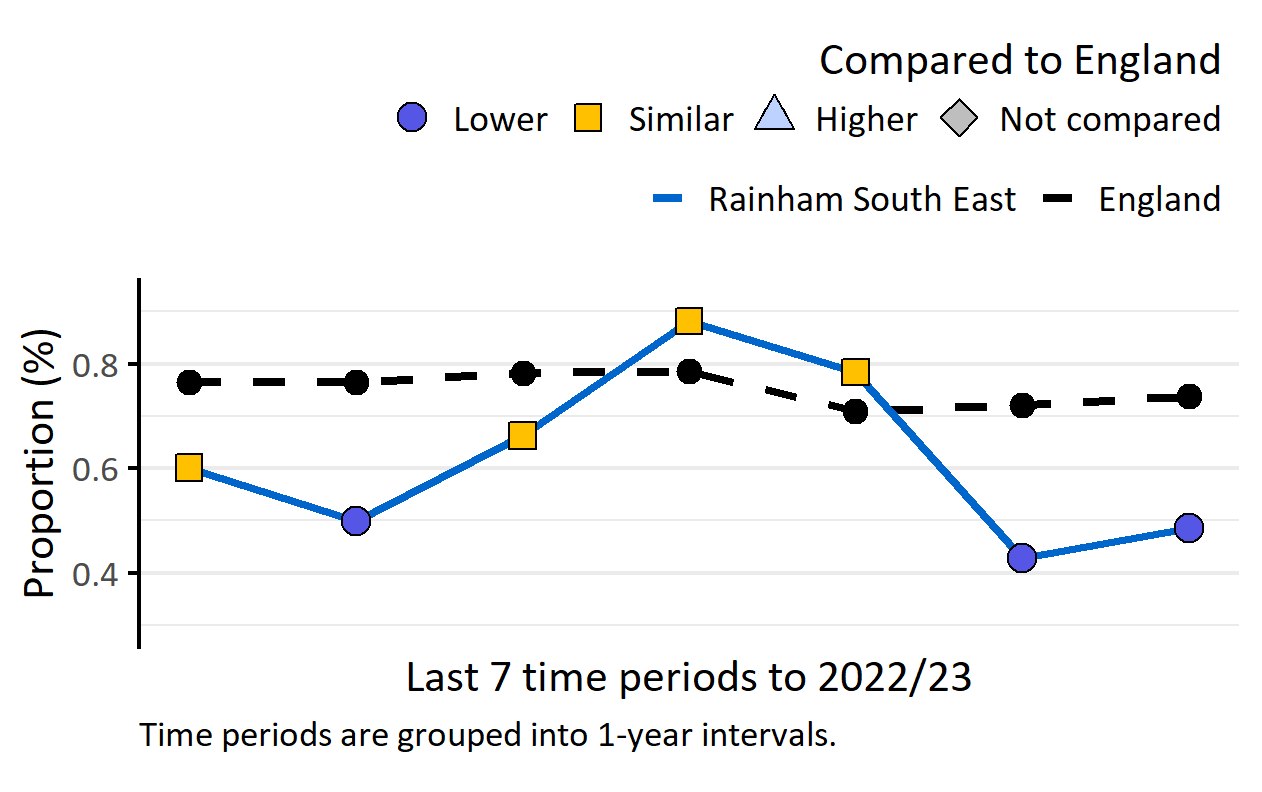 Compared to England
Lower Similar Higher Not compared
Rainham South East England
Proportion (%)
0.8
0.6
0.4
Last 7 time periods to 2022/23
Time periods are grouped into 1-year intervals.